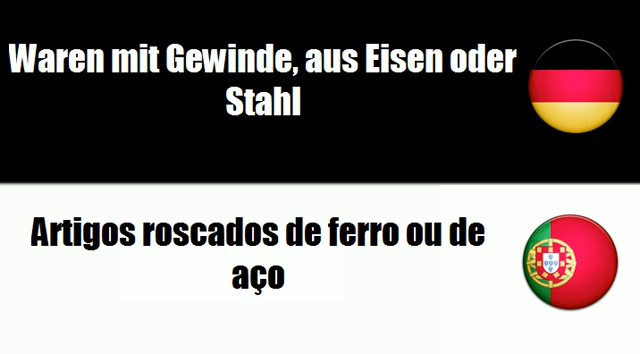 Waren mit Gewinde, aus Eisen oder
Stahl
Artigos roscados de ferro ou de
aço